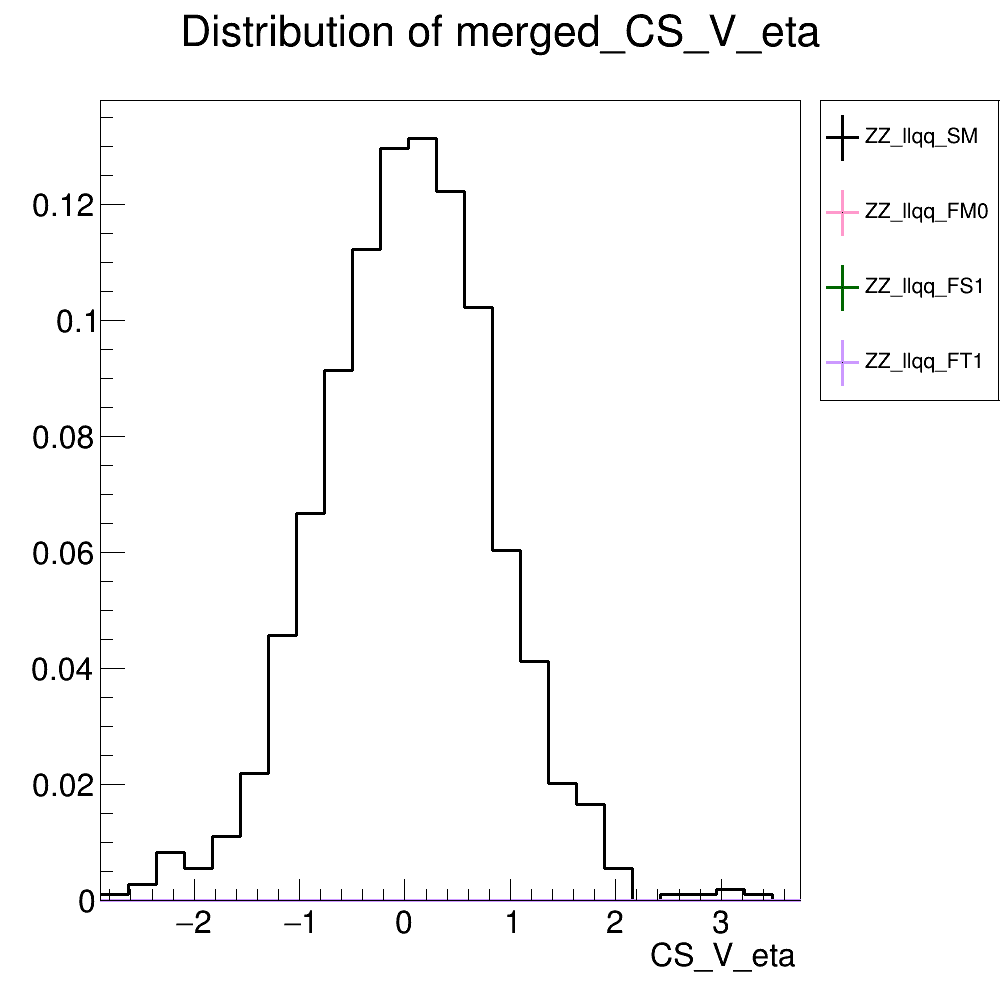 Distribution of merged_CS_V_eta
ZZ_llqq_SM
ZZ_llqq_FM0
ZZ_llqq_FS1
ZZ_llqq_FT1
0.12
0.1
0.08
0.06
0.04
0.02
0
−2 −1 0 1 2 3
CS_V_eta